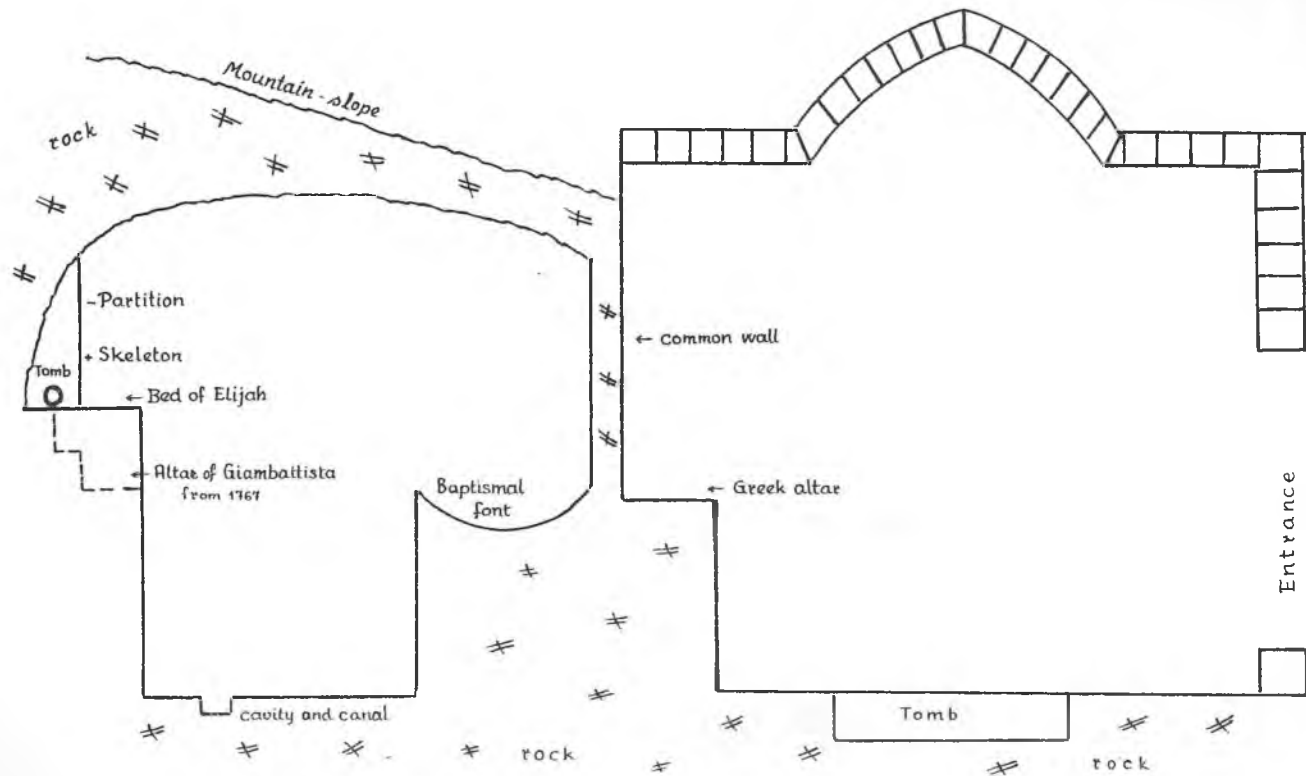 Mountain-slope
rock
-Partition
+ Skeleton
Tomb
← Bed of Elijah
← Altar of Giambattista
from 1767
Baptismal
font
cavity and canal
rock
← Common wall
← Greek altar
Entrance
Tomb
rock